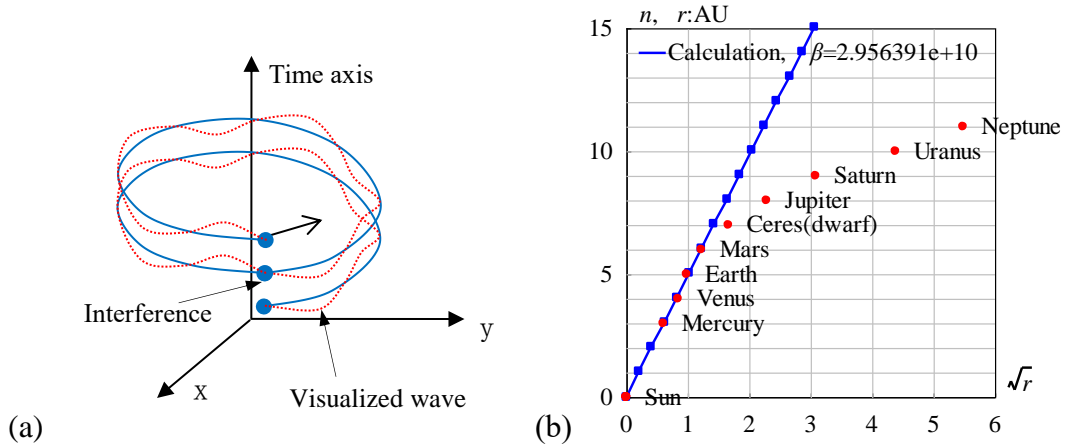 Time axis
Interference
y
x
Visualized wave
(a)
n, r:AU
15
Calculation, β=2.956391e+10
Neptune
Uranus
10
Saturn
Jupiter
Ceres(dwarf)
Mars
5
Earth
Venus
Mercury
√r
0
Sun
0 1 2 3 4 5 6
(b)